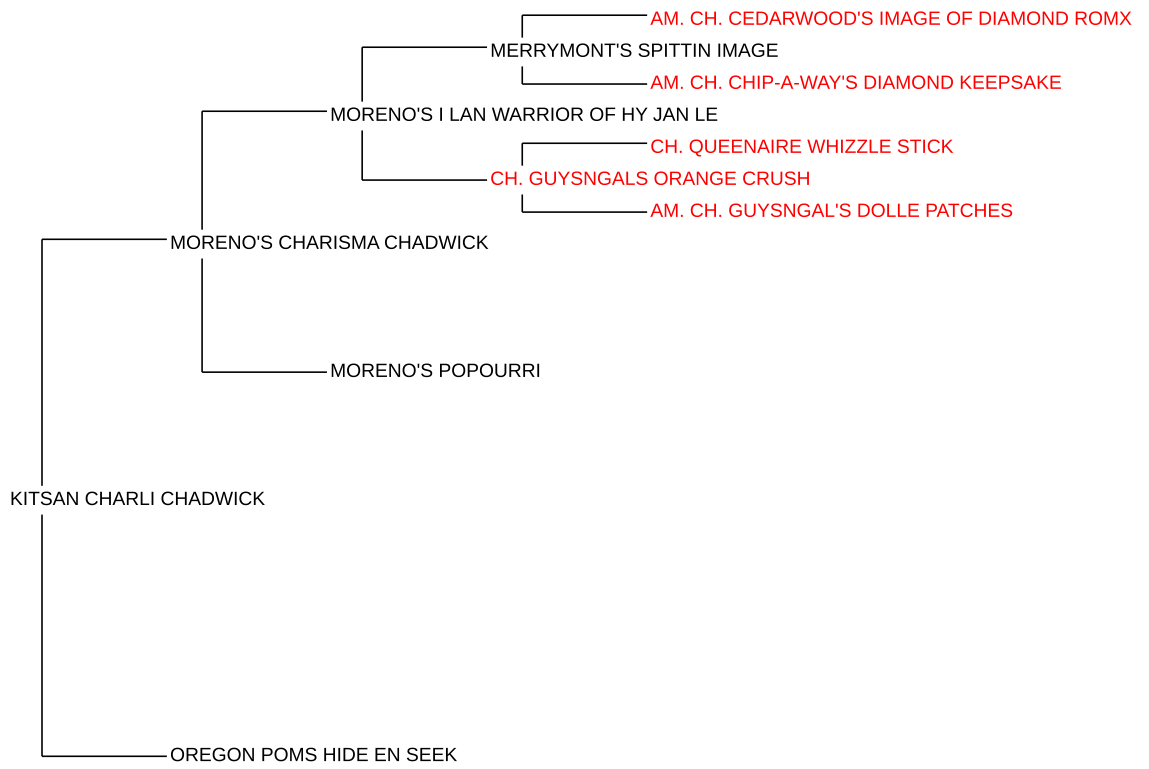 AM. CH. CEDARWOOD'S IMAGE OF DIAMOND ROMX
MERRYMONT'S SPITTIN IMAGE
AM. CH. CHIP-A-WAY'S DIAMOND KEEPSAKE
MORENO'S I LAN WARRIOR OF HY JAN LE
CH. QUEENAIRE WHIZZLE STICK
CH. GUYSNGALS ORANGE CRUSH
AM. CH. GUYSNGAL'S DOLLE PATCHES
MORENO'S CHARISMA CHADWICK
MORENO'S POPOURRI
KITSAN CHARLI CHADWICK
OREGON POMS HIDE EN SEEK